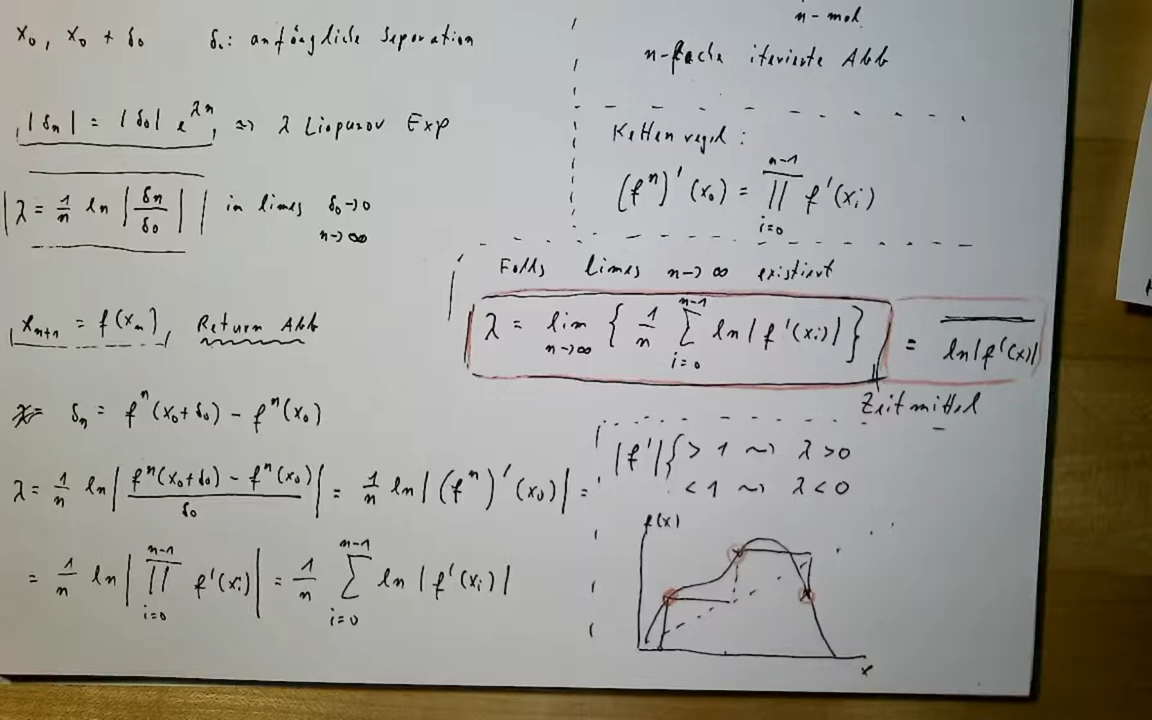 x₀, x₀ + δ₀   δ₀: anfängliche Separation
|δn| = |δ₀| e^{λn}, ⇒ λ Liapunov Exp
λ = 1/n ln |δn/δ₀| in limes δ₀→0
n→∞
x_{n+1} = f(x_n), Return Abb
δn = fⁿ(x₀+δ₀) - fⁿ(x₀)
λ = 1/n ln | (fⁿ(x₀+δ₀) - fⁿ(x₀)) / δ₀ | = 1/n ln |(fⁿ)'(x₀)| =
= 1/n ln | ∏_{i=0}^{n-1} f'(xᵢ) | = 1/n ∑_{i=0}^{n-1} ln |f'(xᵢ)|
n-mal
n-fache iterierte Abb
Kettenregel:
(fⁿ)'(x₀) = ∏_{i=0}^{n-1} f'(xᵢ)
Falls limes n→∞ existiert
λ = lim_{n→∞} { 1/n ∑_{i=0}^{n-1} ln |f'(xᵢ)| } = \overline{ln|f'(x)|}
Zeitmittel
|f'| { > 1 ⇝ λ > 0
< 1 ⇝ λ < 0
f(x)
x